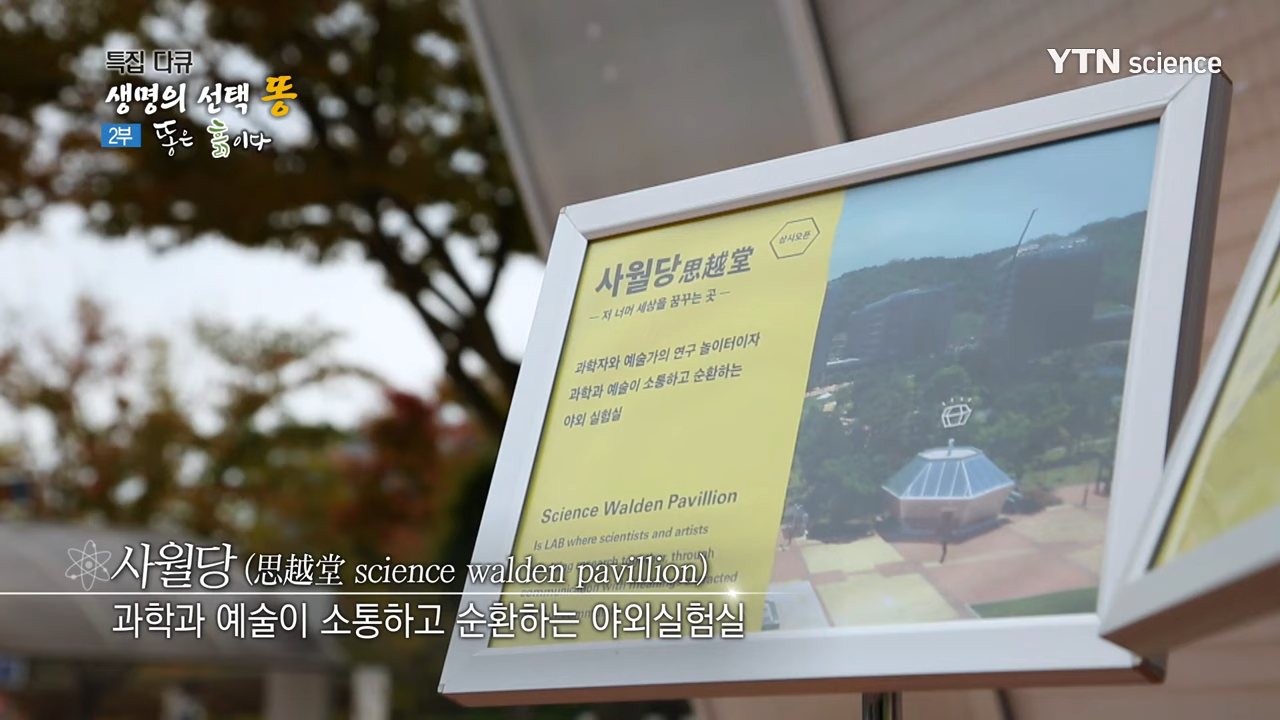 특집 다큐
생명의 선택 똥
2부 똥은 흙이다
YTN science
상시오픈
사월당思越堂
— 저 너머 세상을 꿈꾸는 곳 —
과학자와 예술가의 연구 놀이터이자
과학과 예술이 소통하고 순환하는
야외 실험실
Science Walden Pavillion
Is LAB where scientists and artists
through
communication with
사월당 (思越堂 science walden pavillion)
과학과 예술이 소통하고 순환하는 야외실험실